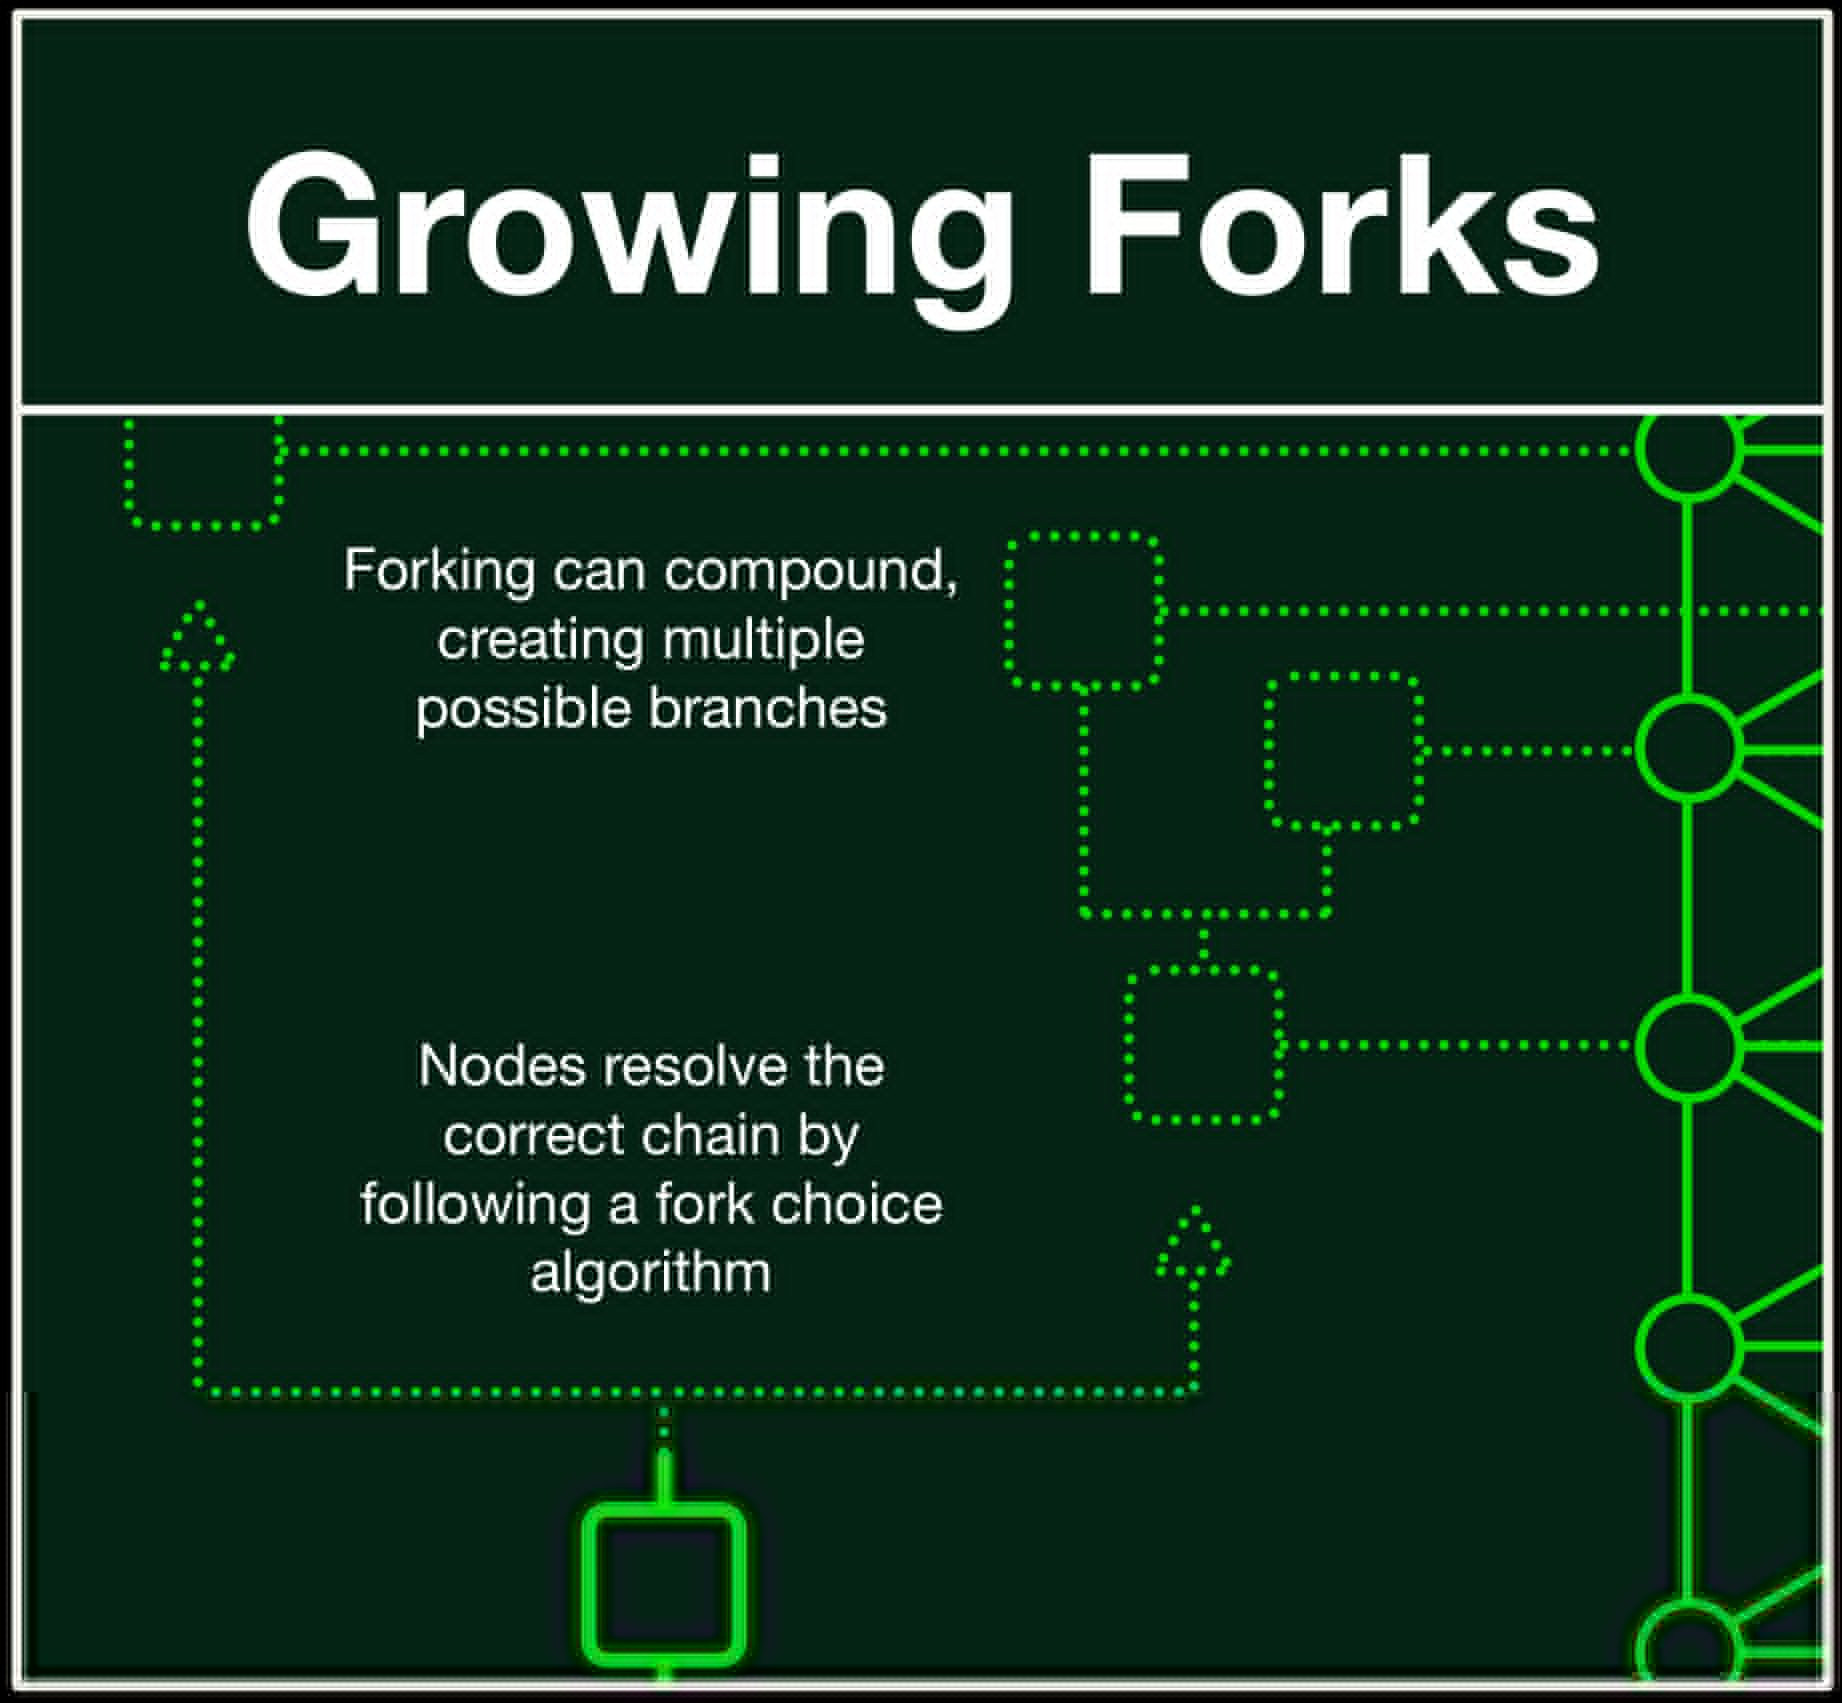 Growing Forks
Forking can compound,
creating multiple
possible branches
Nodes resolve the
correct chain by
following a fork choice
algorithm